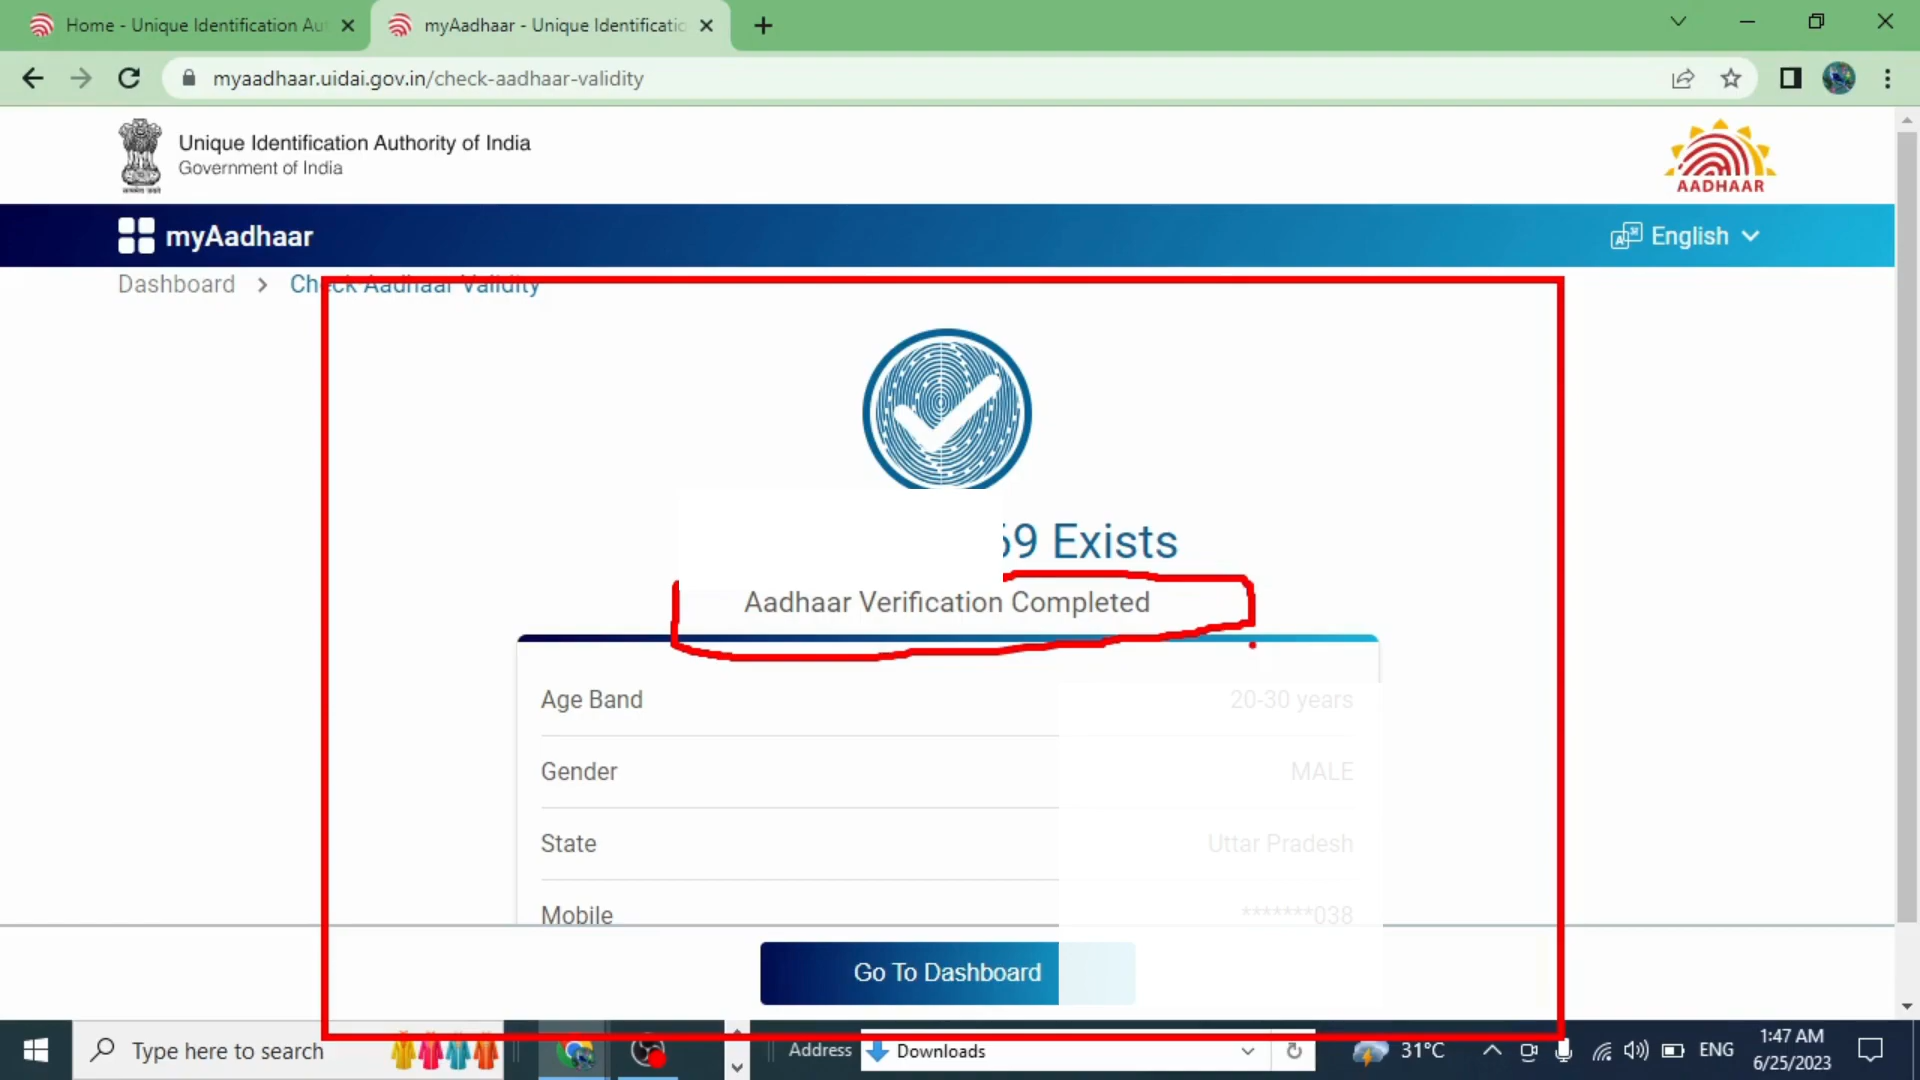 Home - Unique Identification Au
myAadhaar - Unique Identificatio
myaadhaar.uidai.gov.in/check-aadhaar-validity
Unique Identification Authority of India
Government of India
AADHAAR
myAadhaar
English
Dashboard > Check Aadhaar Validity
69 Exists
Aadhaar Verification Completed
Age Band 20-30 years
Gender MALE
State Uttar Pradesh
Mobile *******038
Go To Dashboard
Type here to search
Address Downloads
31°C
ENG
1:47 AM
6/25/2023